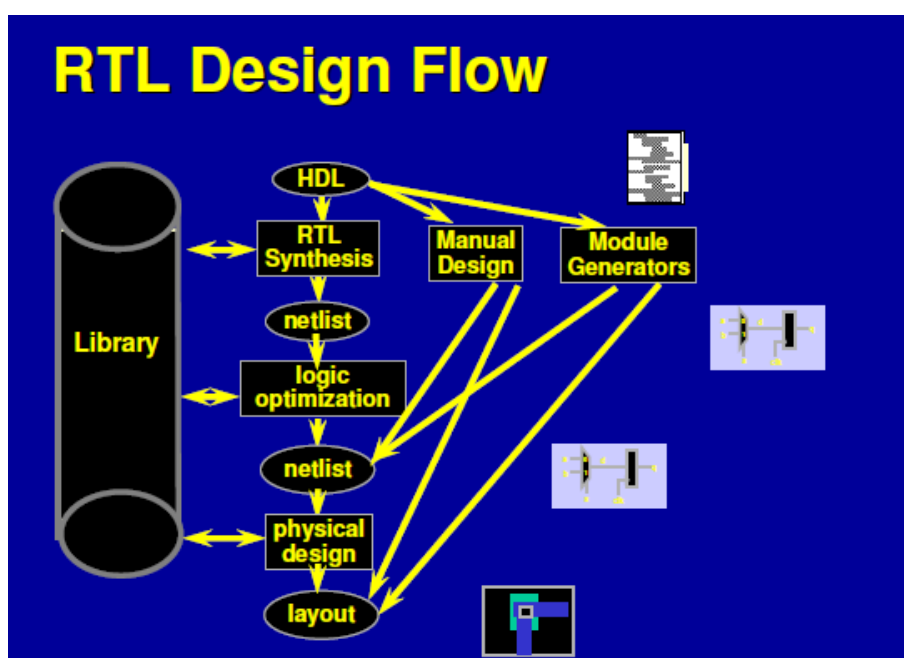 RTL Design Flow
HDL
RTL
Synthesis
Manual
Design
Module
Generators
netlist
Library
logic
optimization
netlist
physical
design
layout